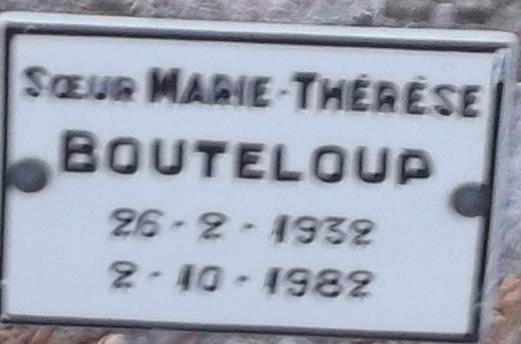 SŒUR MARIE-THÉRÈSE
BOUTELOUP
26-2-1932
2-10-1982